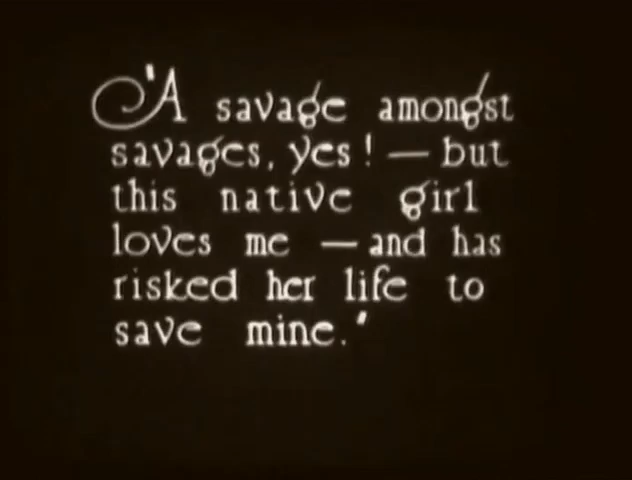 'A savage amongst
savages, yes! — but
this native girl
loves me — and has
risked her life to
save mine.'